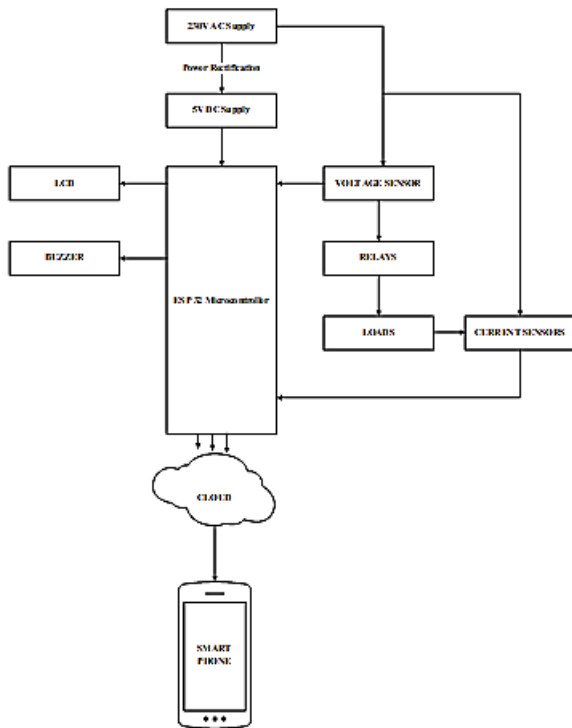 230V AC Supply
Power Rectification
5V DC Supply
LCD
VOLTAGE SENSOR
BUZZER
RELAYS
ESP32 Microcontroller
LOADS
CURRENT SENSORS
CLOUD
SMART
PHONE